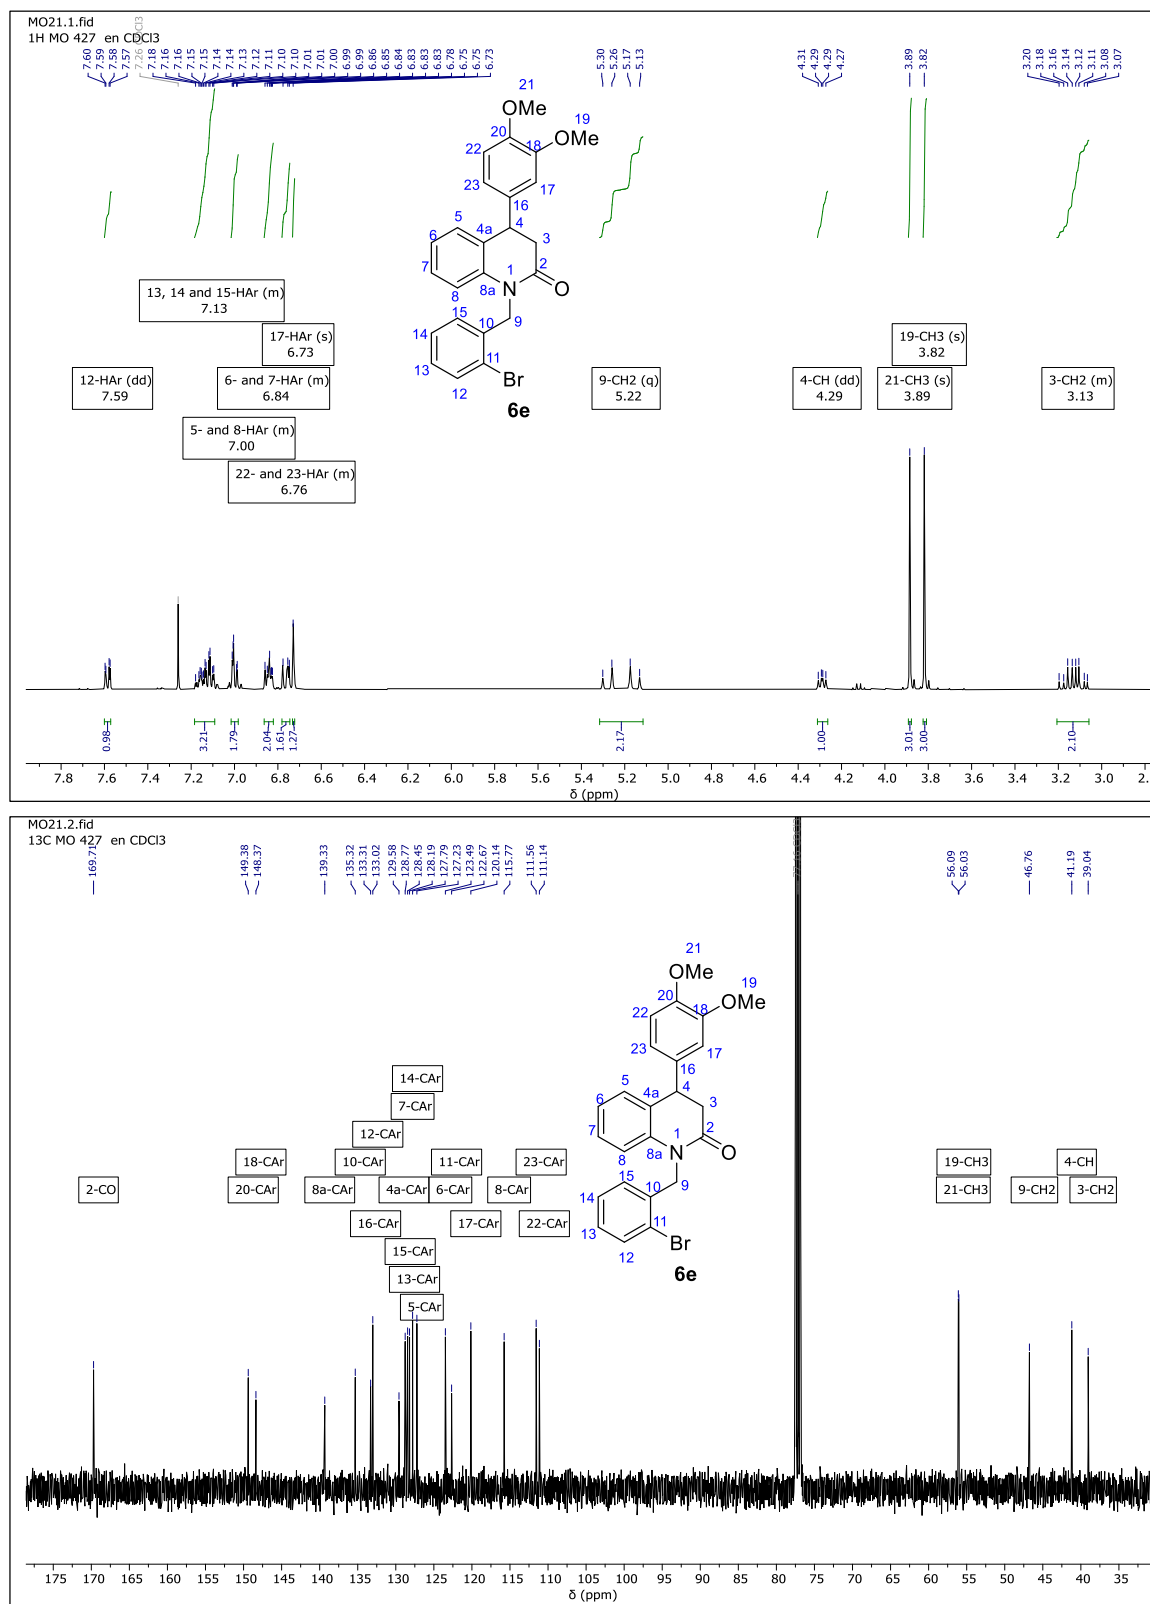 MO21.1.fid
1H MO 427 en CDCl3
7.60
7.59
7.58
7.57
7.26 CDCl3
7.18
7.16
7.16
7.15
7.15
7.14
7.14
7.13
7.12
7.11
7.10
7.10
7.01
7.01
7.00
6.99
6.99
6.86
6.85
6.84
6.83
6.83
6.83
6.78
6.75
6.75
6.73
5.30
5.26
5.17
5.13
4.31
4.29
4.29
4.27
3.89
3.82
3.20
3.18
3.16
3.14
3.12
3.11
3.08
3.07
21
OMe
19
20
18
OMe
22
23
17
16
5
4
4a
6
3
7
1
2
8
8a
N
O
15
9
14
10
11
13
Br
12
6e
13, 14 and 15-HAr (m)
7.13
17-HAr (s)
6.73
19-CH3 (s)
3.82
12-HAr (dd)
7.59
6- and 7-HAr (m)
6.84
9-CH2 (q)
5.22
4-CH (dd)
4.29
21-CH3 (s)
3.89
3-CH2 (m)
3.13
5- and 8-HAr (m)
7.00
22- and 23-HAr (m)
6.76
0.98
3.21
1.79
2.04
1.61
1.27
2.17
1.00
3.01
3.00
2.10
7.8 7.6 7.4 7.2 7.0 6.8 6.6 6.4 6.2 6.0 5.8 5.6 5.4 5.2 5.0 4.8 4.6 4.4 4.2 4.0 3.8 3.6 3.4 3.2 3.0 2.
δ (ppm)
MO21.2.fid
13C MO 427 en CDCl3
169.71
149.38
148.37
139.33
135.32
133.31
133.02
129.58
128.77
128.45
128.19
127.79
127.23
123.49
122.67
120.14
115.77
111.56
111.14
56.09
56.03
46.76
41.19
39.04
21
OMe
19
20
18
OMe
22
23
17
16
5
4
4a
6
3
7
1
2
8
8a
N
O
15
9
14
10
11
13
Br
12
6e
14-CAr
7-CAr
12-CAr
18-CAr
10-CAr
11-CAr
23-CAr
19-CH3
4-CH
2-CO
20-CAr
8a-CAr
4a-CAr
6-CAr
8-CAr
21-CH3
9-CH2
3-CH2
16-CAr
17-CAr
22-CAr
15-CAr
13-CAr
5-CAr
175 170 165 160 155 150 145 140 135 130 125 120 115 110 105 100 95 90 85 80 75 70 65 60 55 50 45 40 35
δ (ppm)